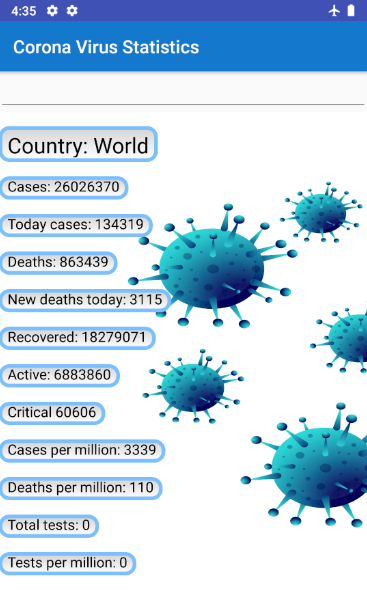 4:35
Corona Virus Statistics
Country: World
Cases: 26026370
Today cases: 134319
Deaths: 863439
New deaths today: 3115
Recovered: 18279071
Active: 6883860
Critical 60606
Cases per million: 3339
Deaths per million: 110
Total tests: 0
Tests per million: 0